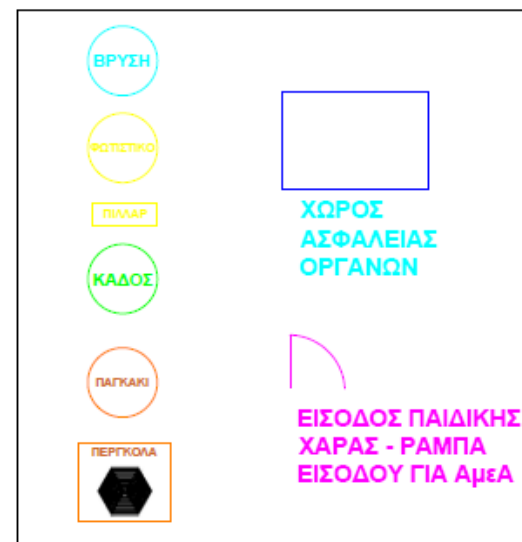 ΒΡΥΣΗ
ΦΩΤΙΣΤΙΚΟ
ΠΙΛΛΑΡ
ΚΑΔΟΣ
ΠΑΓΚΑΚΙ
ΠΕΡΓΚΟΛΑ
ΧΩΡΟΣ
ΑΣΦΑΛΕΙΑΣ
ΟΡΓΑΝΩΝ
ΕΙΣΟΔΟΣ ΠΑΙΔΙΚΗΣ
ΧΑΡΑΣ - ΡΑΜΠΑ
ΕΙΣΟΔΟΥ ΓΙΑ ΑμεΑ